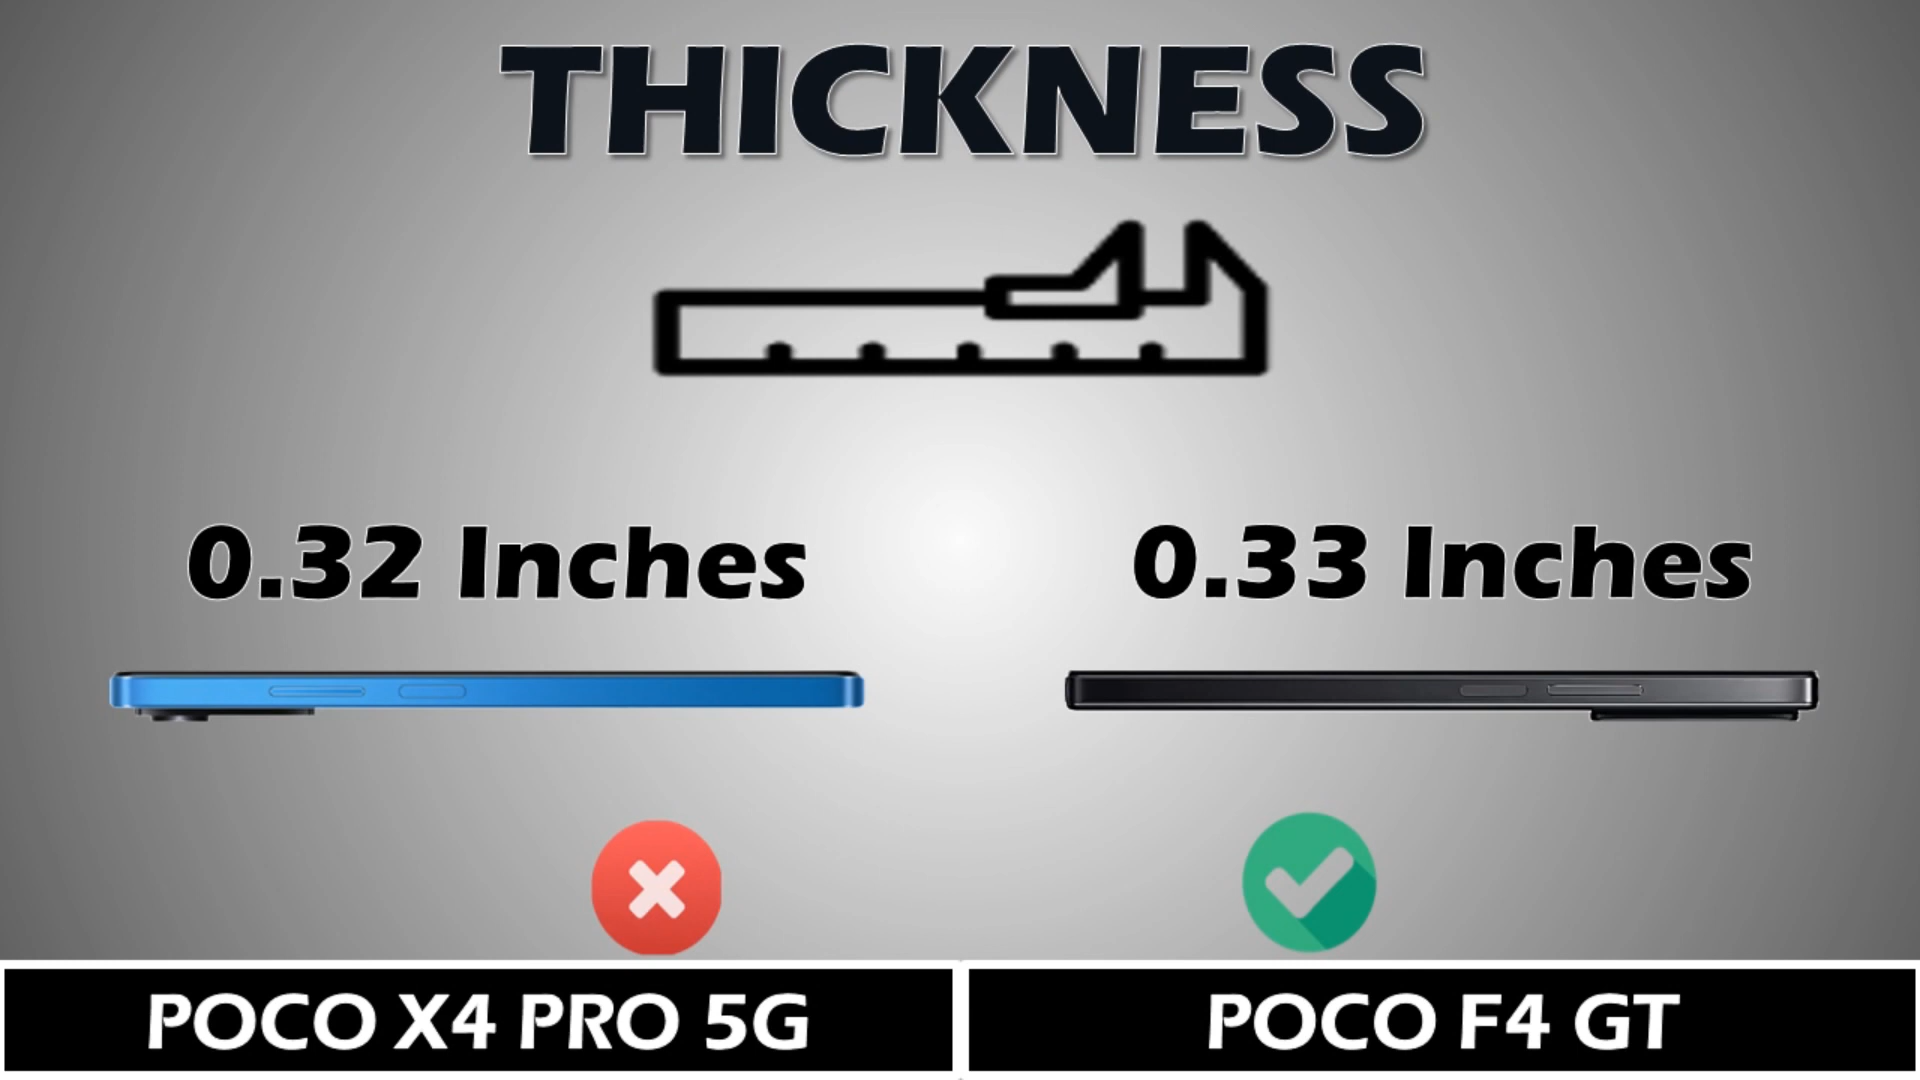 THICKNESS
0.32 Inches
0.33 Inches
POCO X4 PRO 5G
POCO F4 GT